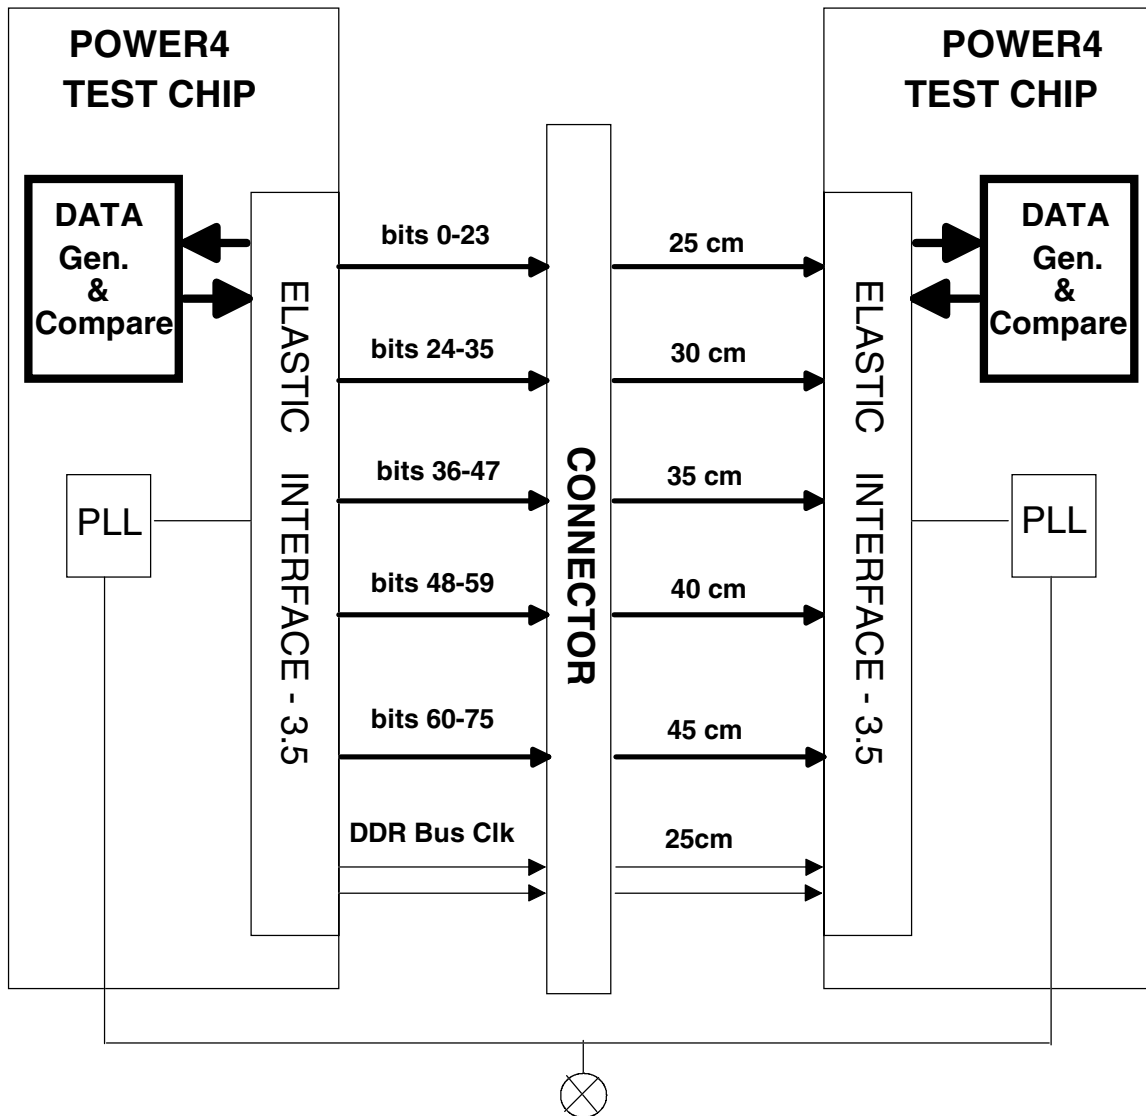 POWER4
TEST CHIP
DATA
Gen.
&
Compare
PLL
ELASTIC INTERFACE - 3.5
bits 0-23
bits 24-35
bits 36-47
bits 48-59
bits 60-75
DDR Bus Clk
CONNECTOR
25 cm
30 cm
35 cm
40 cm
45 cm
25cm
POWER4
TEST CHIP
ELASTIC INTERFACE - 3.5
DATA
Gen.
&
Compare
PLL